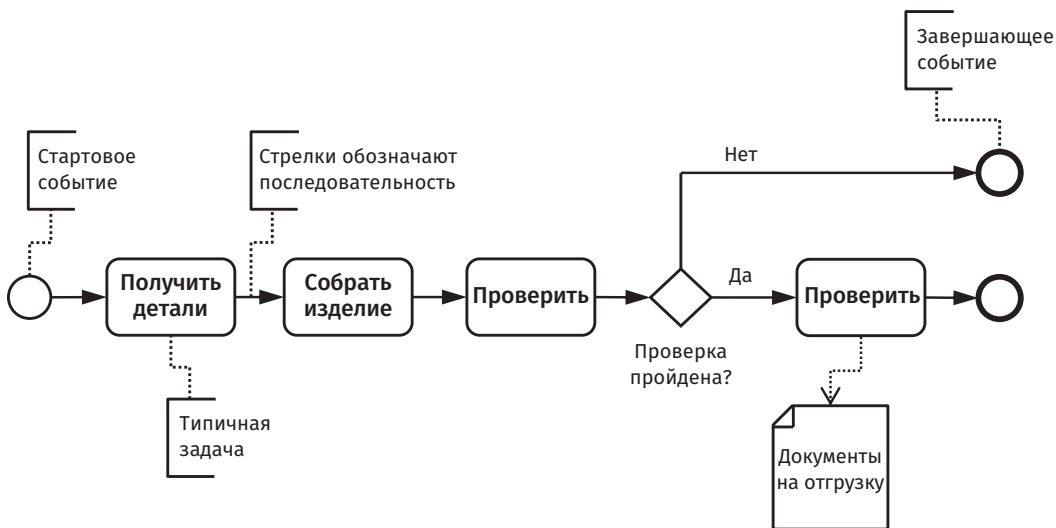 Завершающее
событие
Стартовое
событие
Стрелки обозначают
последовательность
Нет
Получить
детали
Собрать
изделие
Проверить
Да
Проверить
Проверка
пройдена?
Типичная
задача
Документы
на отгрузку